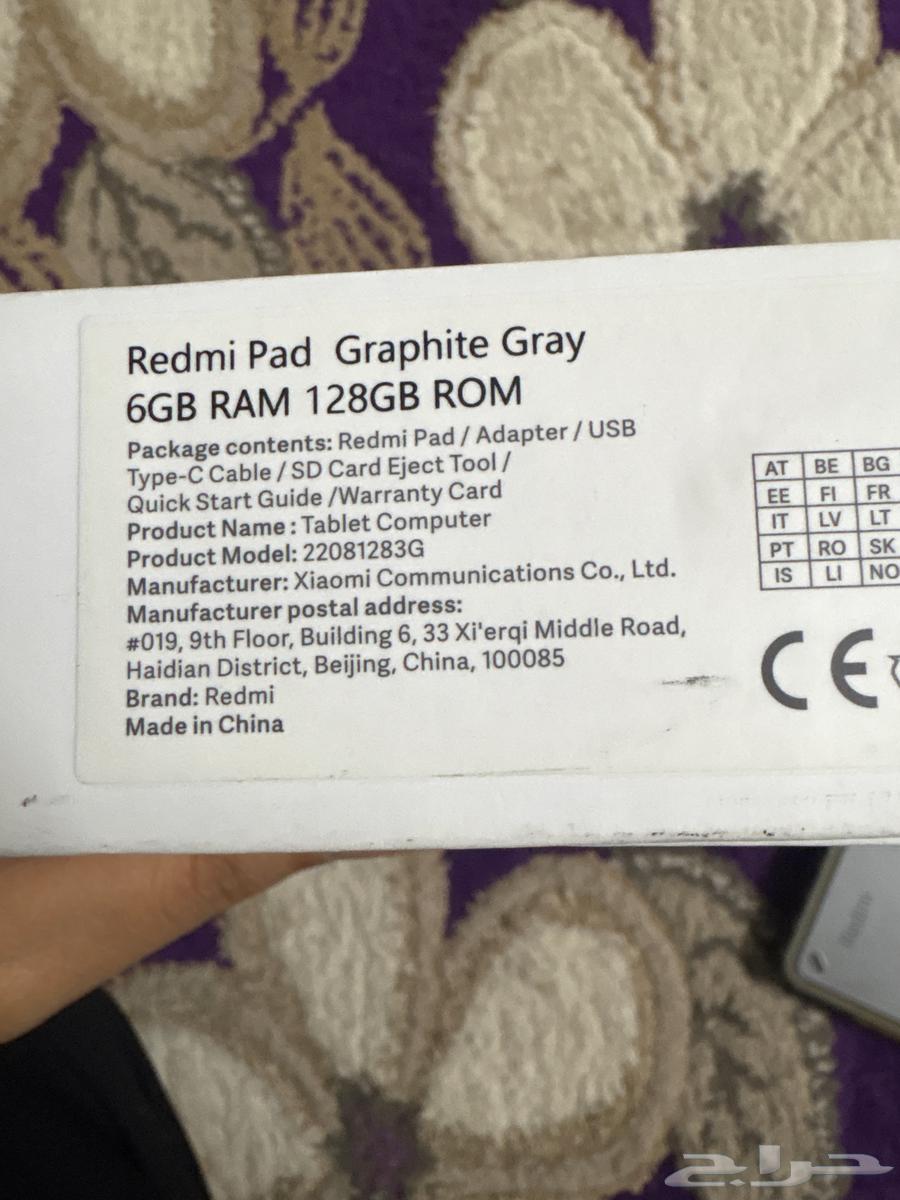 Redmi Pad Graphite Gray
6GB RAM 128GB ROM
Package contents: Redmi Pad / Adapter / USB
Type-C Cable / SD Card Eject Tool /
Quick Start Guide /Warranty Card
Product Name : Tablet Computer
Product Model: 22081283G
Manufacturer: Xiaomi Communications Co., Ltd.
Manufacturer postal address:
#019, 9th Floor, Building 6, 33 Xi'erqi Middle Road,
Haidian District, Beijing, China, 100085
Brand: Redmi
Made in China
AT BE BG
EE FI FR
IT LV LT
PT RO SK
IS LI NO
CE
Redmi
حراج